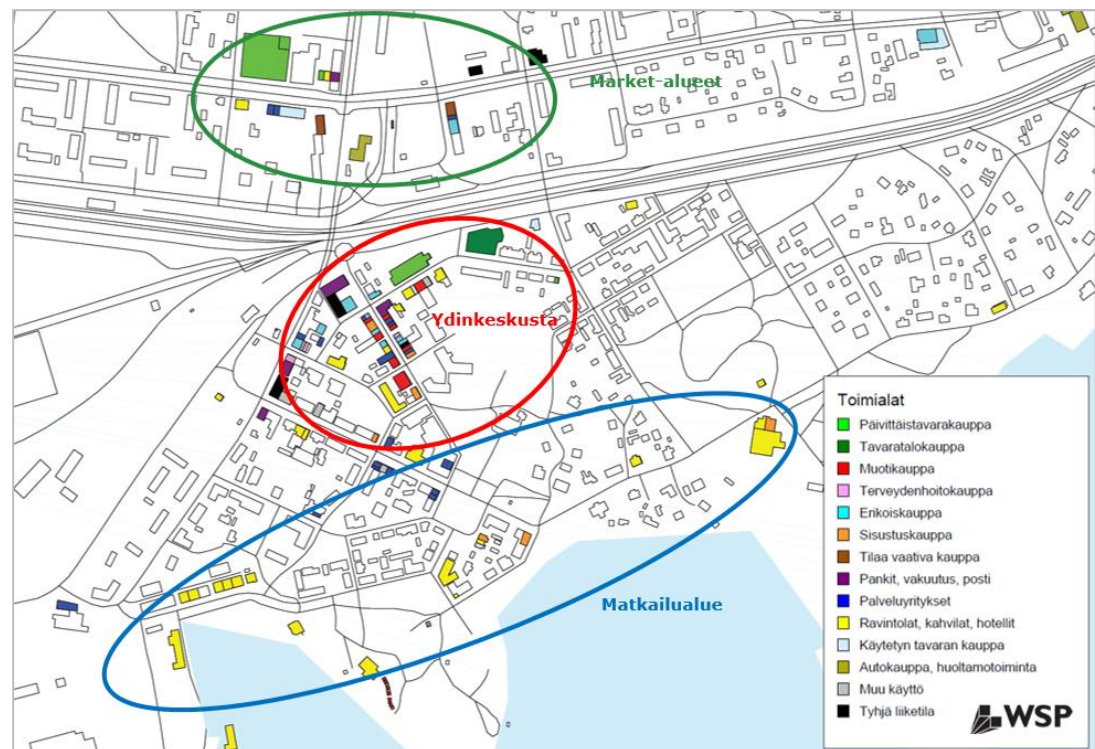 Market-alueet
Ydinkeskusta
Matkailualue
Toimialat
Päivittäistavarakauppa
Tavaratalokauppa
Muotikauppa
Terveydenhoitokauppa
Erikoiskauppa
Sisustuskauppa
Tilaa vaativa kauppa
Pankit, vakuutus, posti
Palveluyritykset
Ravintolat, kahvilat, hotellit
Käytetyn tavaran kauppa
Autokauppa, huoltamotoiminta
Muu käyttö
Tyhjä liiketila
WSP